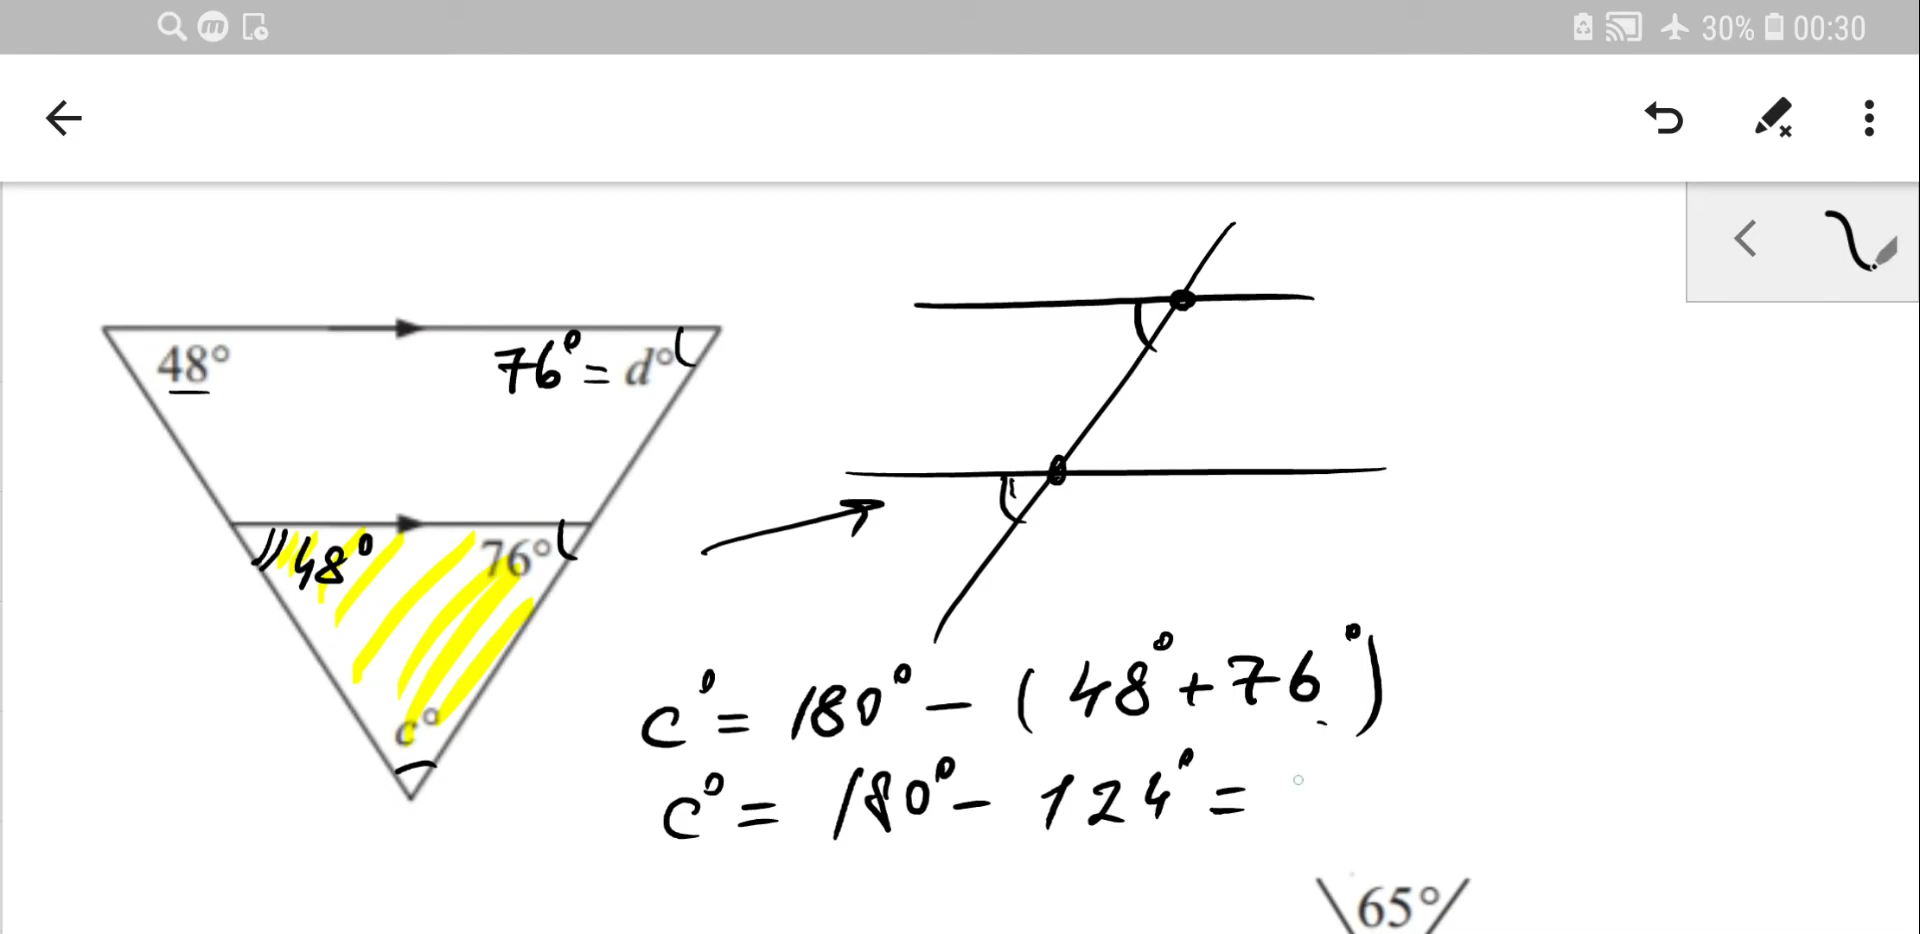 30% 00:30
48° 76° = d°
48° 76°
c°
c° = 180° - (48° + 76°)
c° = 180° - 124° =
65°